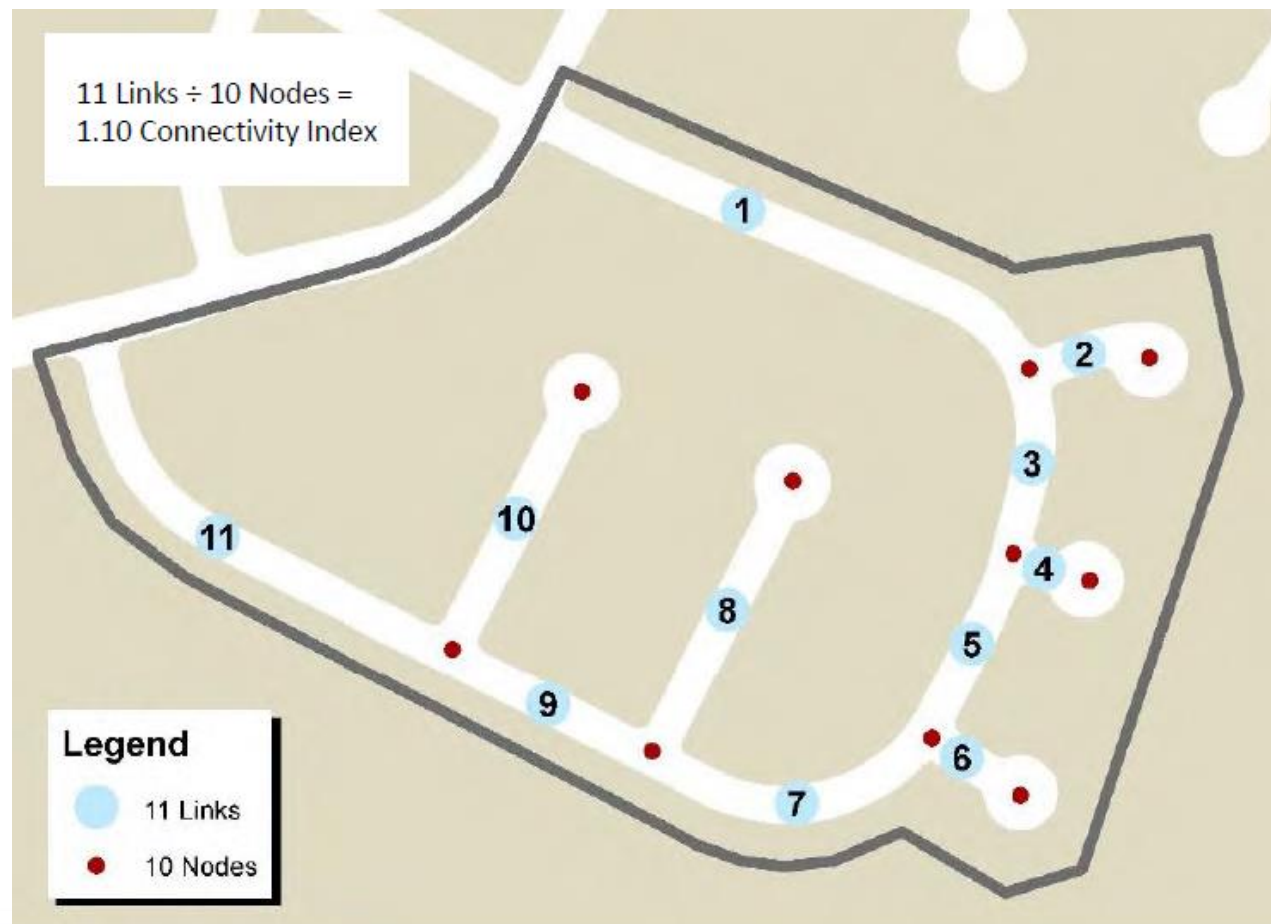 11 Links ÷ 10 Nodes =
1.10 Connectivity Index
1
2
3
4
5
6
7
8
9
10
11
Legend
11 Links
10 Nodes